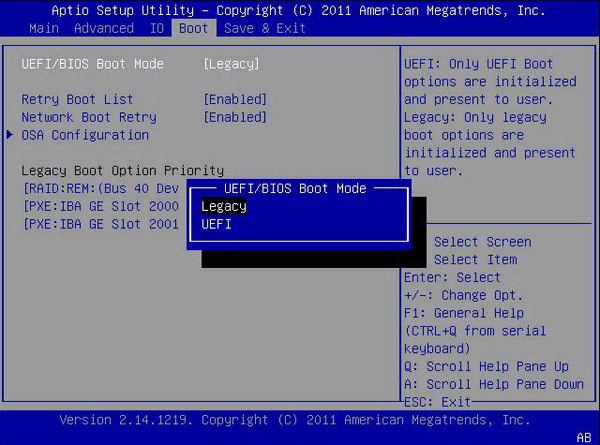 Aptio Setup Utility – Copyright (C) 2011 American Megatrends, Inc.
Main Advanced IO Boot Save & Exit
UEFI/BIOS Boot Mode [Legacy]
Retry Boot List [Enabled]
Network Boot Retry [Enabled]
OSA Configuration
Legacy Boot Option Priority
[RAID:REM:(Bus 40 Dev
[PXE:IBA GE Slot 2000
[PXE:IBA GE Slot 2001
UEFI/BIOS Boot Mode
Legacy
UEFI
UEFI: Only UEFI Boot
options are initialized
and present to user.
Legacy: Only legacy
boot options are
initialized and present
to user.
Select Screen
Select Item
Enter: Select
+/-: Change Opt.
F1: General Help
(CTRL+Q from serial
keyboard)
Q: Scroll Help Pane Up
A: Scroll Help Pane Down
ESC: Exit
Version 2.14.1219. Copyright (C) 2011 American Megatrends, Inc.
AB